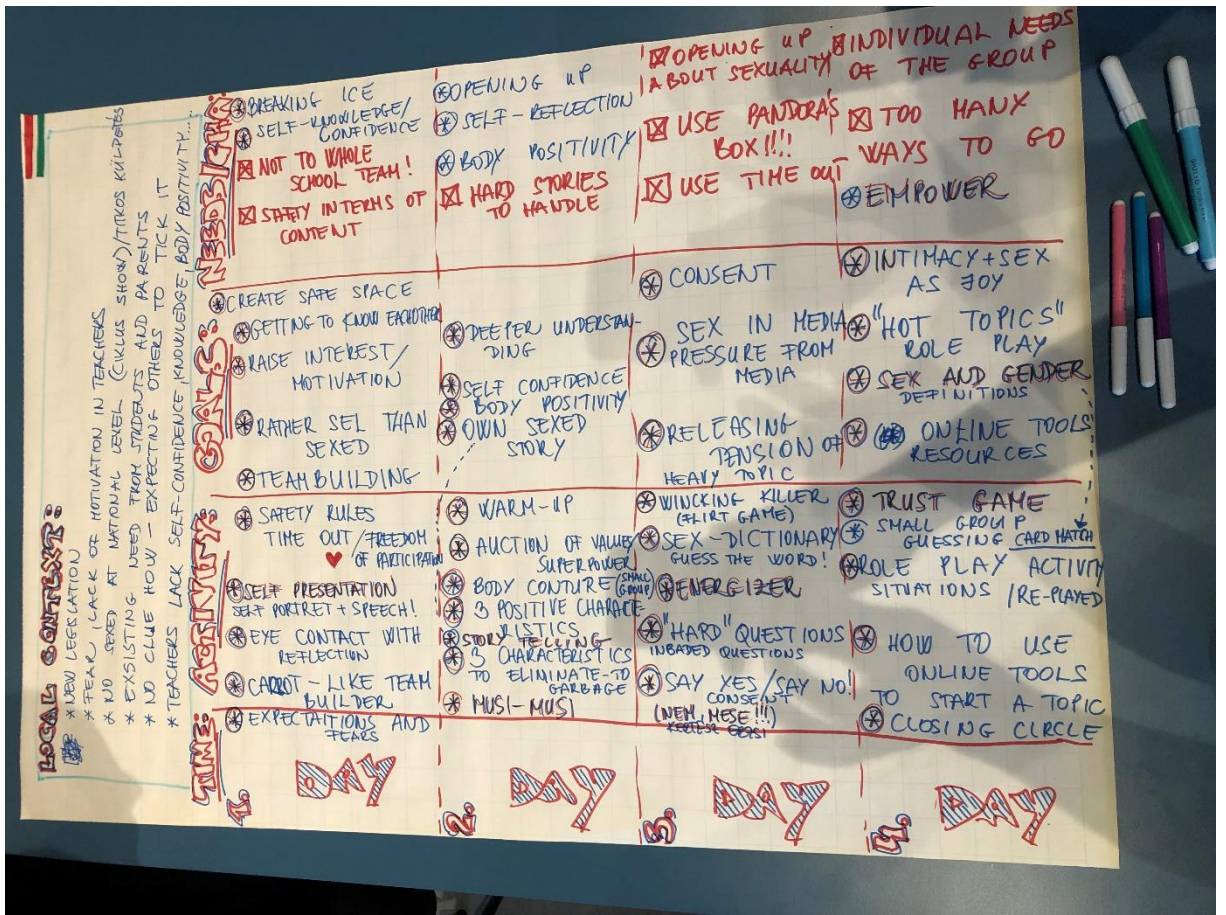 LOCAL CONTEXT:
* NEW LEGISLATION
* FEAR / LACK OF MOTIVATION IN TEACHERS
* NO SEXED AT NATIONAL LEVEL (CIKLUS SHOW)/TITKOS KÜLDETÉS
* EXSISTING NEED FROM STUDENTS AND PARENTS
* NO CLUE HOW - EXPECTING OTHERS TO TICK IT
* TEACHERS LACK SELF-CONFIDENCE, KNOWLEDGE, BODY POSITIVITY...
TIME:
ACTIVITY:
GOALS:
NEED
1. DAY
* EXPECTAITIONS AND
FEARS
* SAFETY RULES
TIME OUT/FREEDOM
OF PARTICIPATION
* SELF PRESENTATION
SELF PORTRET + SPEECH!
* EYE CONTACT WITH
REFLECTION
* CARROT - LIKE TEAM
BUILDER
* CREATE SAFE SPACE
* GETTING TO KNOW EACHOTHER
* RAISE INTEREST/
MOTIVATION
* RATHER SEL THAN
SEXED
* TEAMBUILDING
* BREAKING ICE
* SELF-KNOWLEDGE/
CONFIDENCE
NOT TO WHOLE
SCHOOL TEAM!
SAFTY IN TERMS OF
CONTENT
2. DAY
* WARM-UP
* AUCTION OF VALUES/
SUPERPOWER
* BODY CONTURE (SMALL
GROUP)
* 3 POSITIVE CHARACTE-
RISTICS
* STORY TELLING
* 3 CHARACTERISTICS
TO ELIMINATE-TO
GARBAGE
* MUSI-MUSI
* DEEPER UNDERSTAN-
DING
* SELF CONFIDENCE
* BODY POSITIVITY
* OWN SEXED
STORY
* OPENING UP
* SELF-REFLECTION
* BODY POSITIVITY
HARD STORIES
TO HANDLE
3. DAY
* WINCKING KILLER
(FLIRT GAME)
* SEX-DICTIONARY
GUESS THE WORD!
* ENERGIZER
* "HARD" QUESTIONS
INBADED QUESTIONS
* SAY YES/SAY NO!
CONSENT
(NEM, MESE!!!)
* CONSENT
* SEX IN MEDIA
PRESSURE FROM
MEDIA
* RELEASING
TENSION OF
HEAVY TOPIC
OPENING UP
ABOUT SEXUALITY
USE PANDORA'S
BOX!!!!
USE TIME OUT
4. DAY
* TRUST GAME
* SMALL GROUP
GUESSING CARD MATCH
* ROLE PLAY ACTIVITY
SITUATIONS /RE-PLAYED
* HOW TO USE
ONLINE TOOLS
TO START A TOPIC
* CLOSING CIRCLE
* INTIMACY + SEX
AS JOY
* "HOT TOPICS"
ROLE PLAY
* SEX AND GENDER
DEFINITIONS
* ONLINE TOOLS
RESOURCES
INDIVIDUAL NEEDS
OF THE GROUP
TOO MANY
WAYS TO GO
* EMPOWER